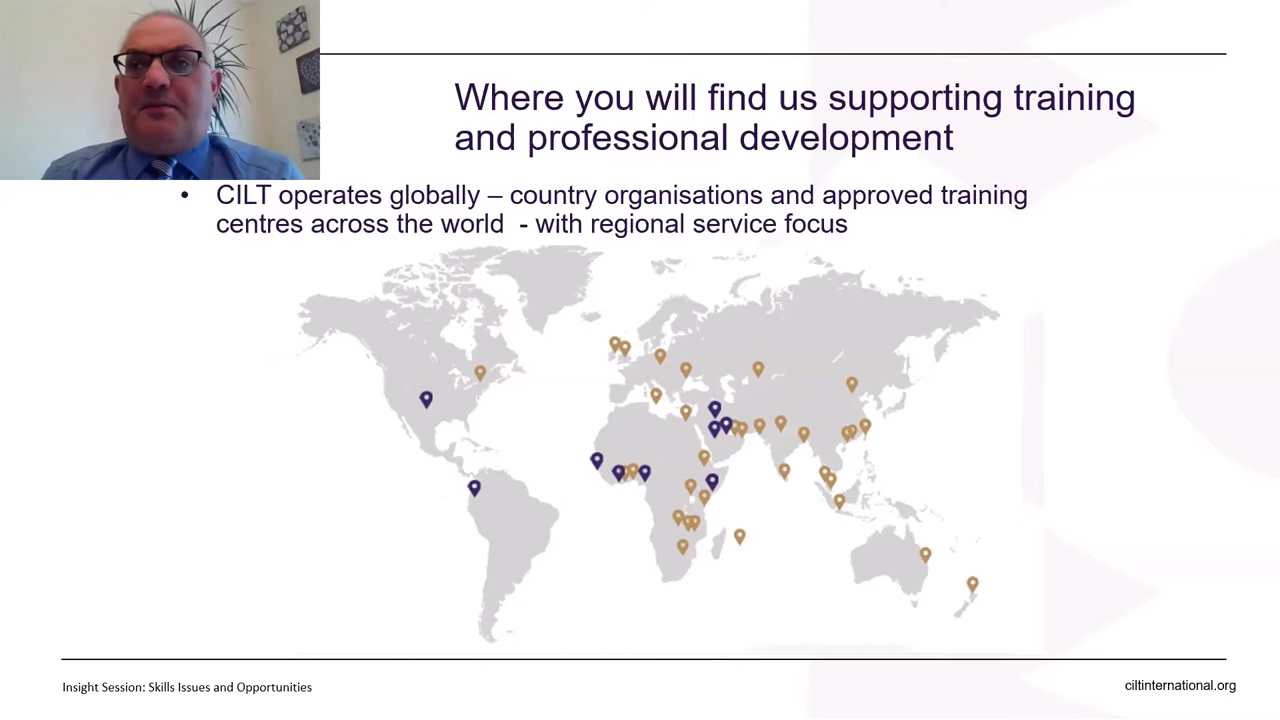 Where you will find us supporting training
and professional development
• CILT operates globally – country organisations and approved training
centres across the world  - with regional service focus
Insight Session: Skills Issues and Opportunities
ciltinternational.org